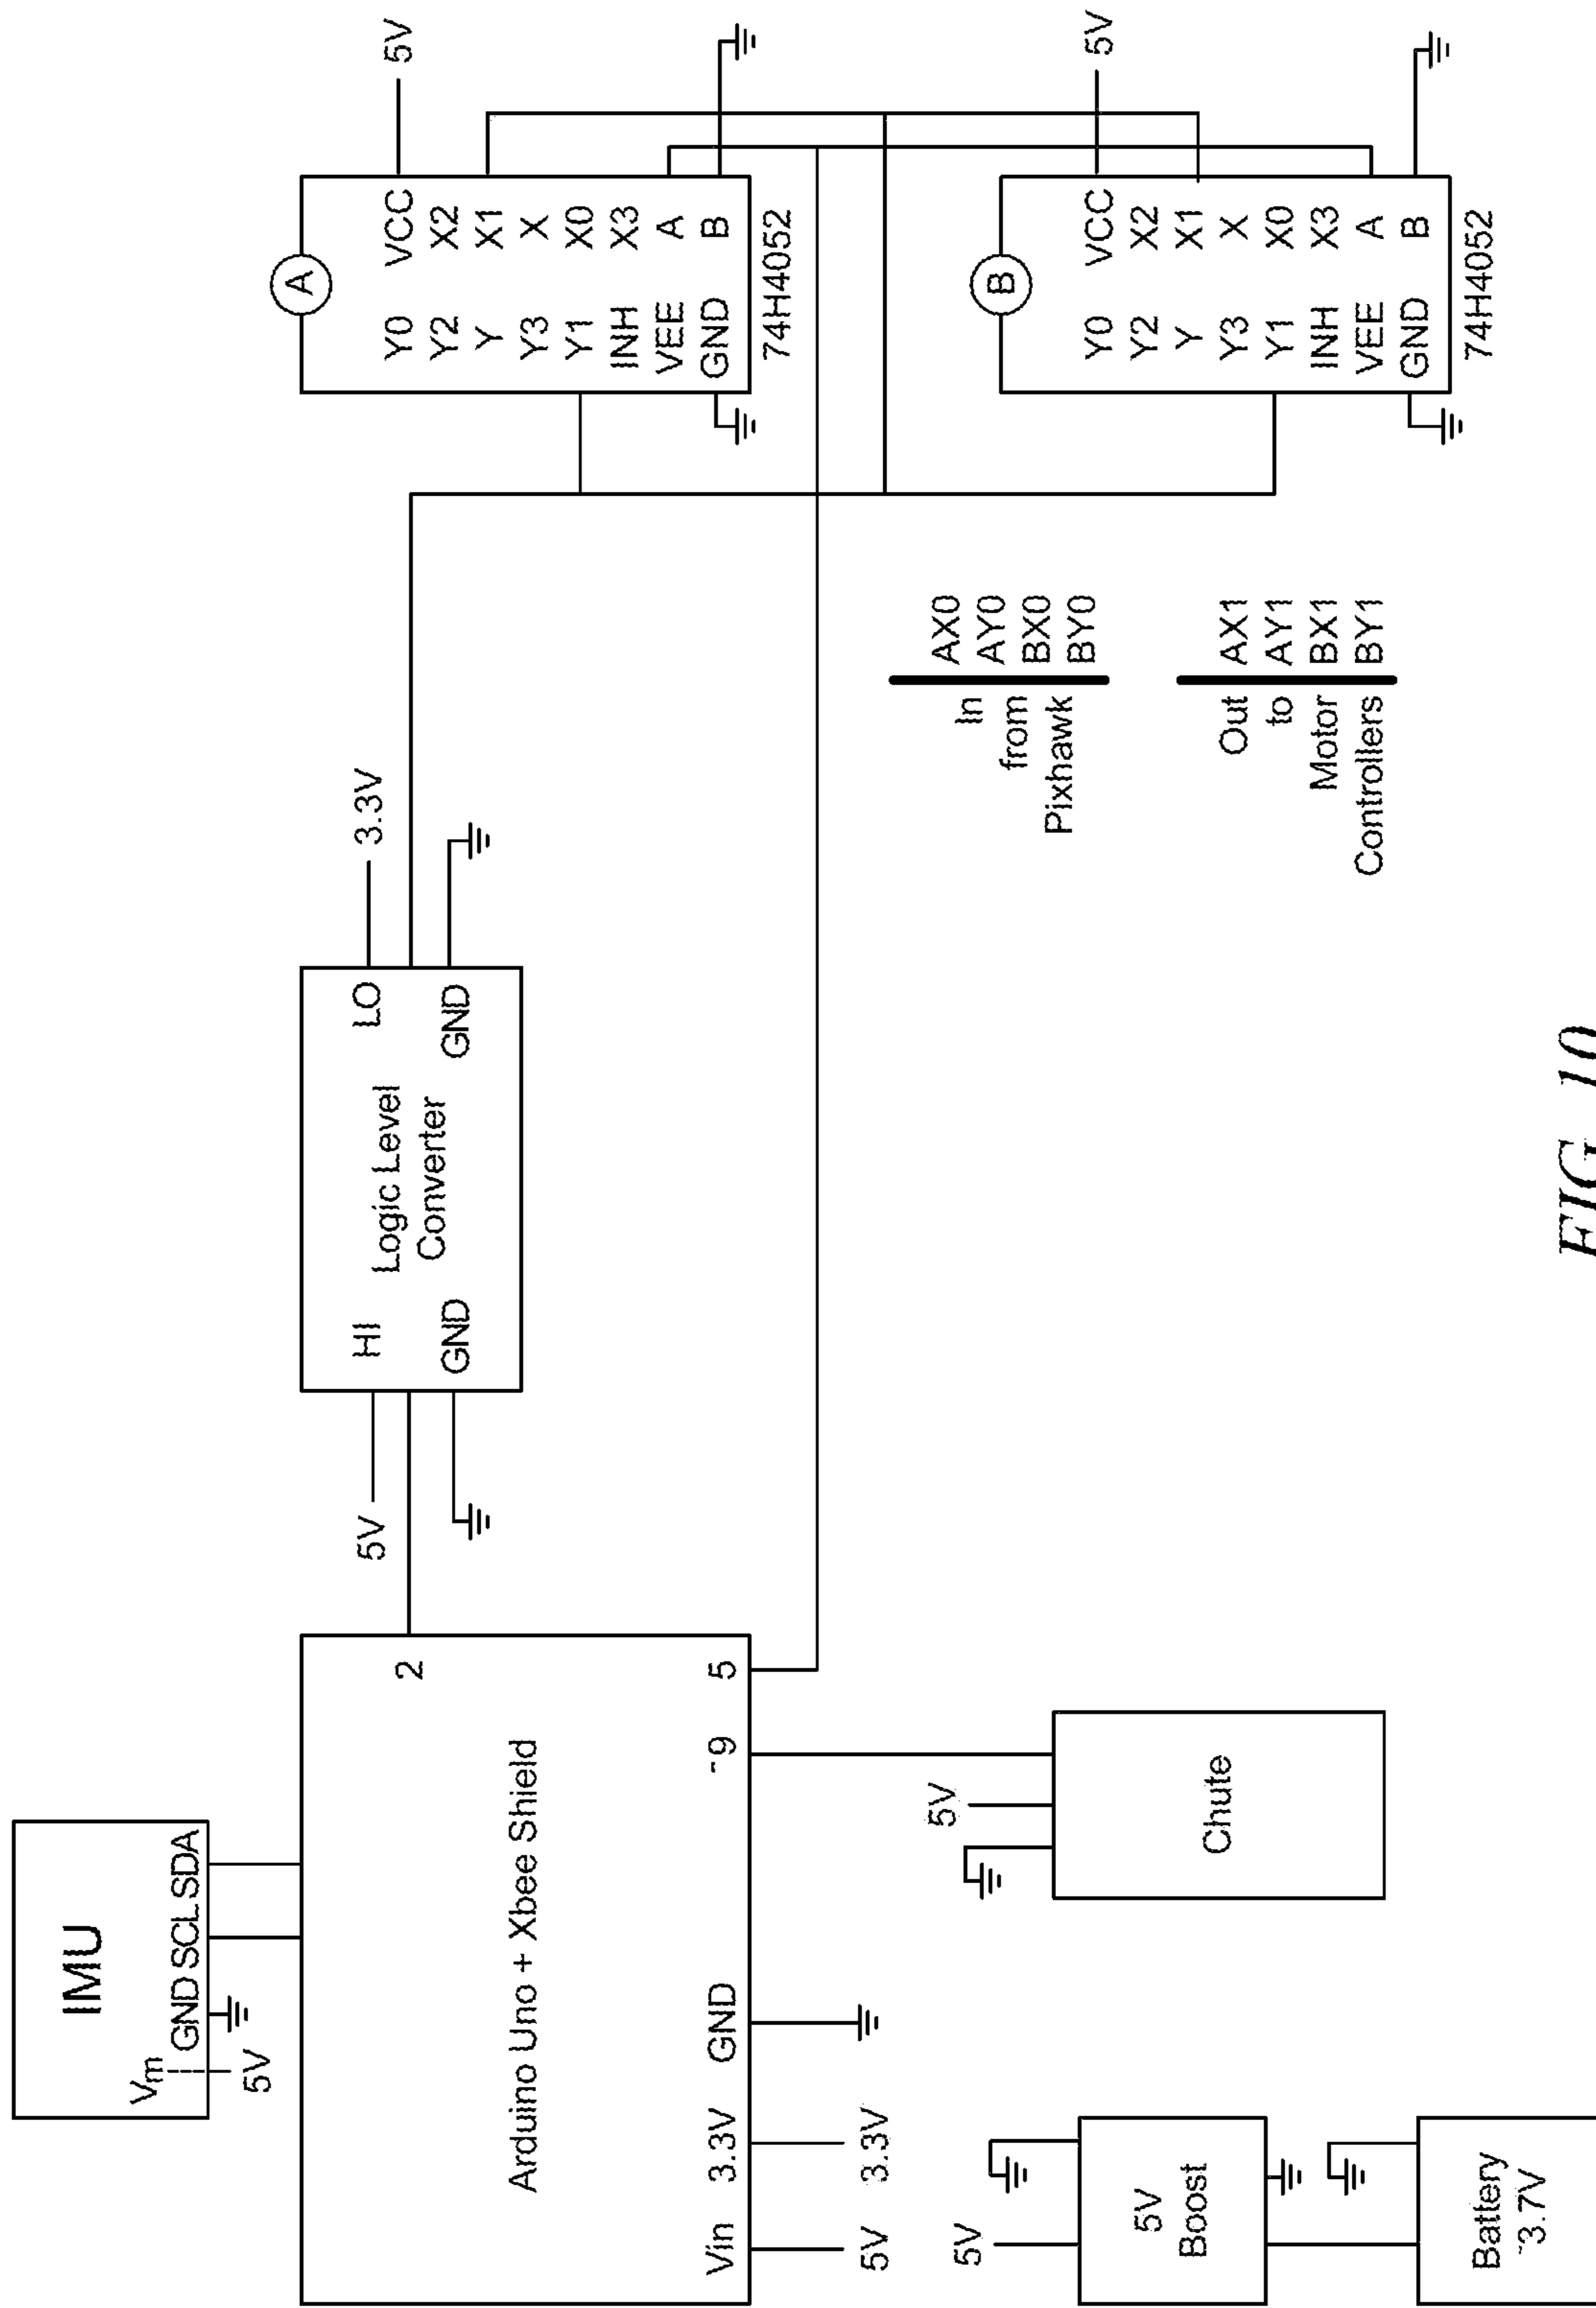 IMU
Vm
GND SCL SDA
5V
Arduino Uno + Xbee Shield
2
Vin
3.3V
GND
~9
5
5V
3.3V
5V
HI
LO
3.3V
Logic Level
Converter
GND
GND
A
Y0 VCC
Y2 X2
Y X1
Y3 X
Y1 X0
INH X3
VEE A
GND B
74H4052
5V
B
Y0 VCC
Y2 X2
Y X1
Y3 X
Y1 X0
INH X3
VEE A
GND B
74H4052
5V
In
from
Pixhawk
AX0
AY0
BX0
BY0
Out
to
Motor
Controllers
AX1
AY1
BX1
BY1
5V
Chute
5V
5V
Boost
Battery
~3.7V
FIG. 10